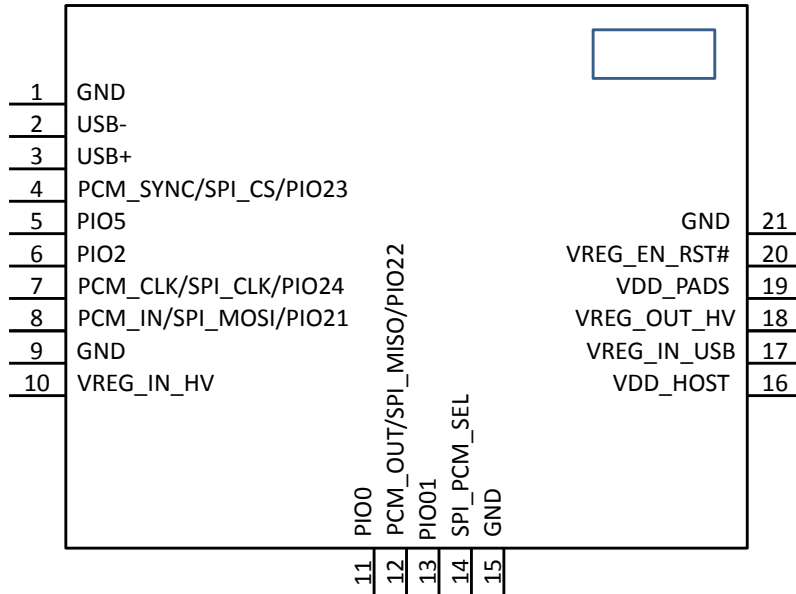 1 GND
2 USB-
3 USB+
4 PCM_SYNC/SPI_CS/PIO23
5 PIO5
6 PIO2
7 PCM_CLK/SPI_CLK/PIO24
8 PCM_IN/SPI_MOSI/PIO21
9 GND
10 VREG_IN_HV
11 PIO0
12 PCM_OUT/SPI_MISO/PIO22
13 PIO01
14 SPI_PCM_SEL
15 GND
GND 21
VREG_EN_RST# 20
VDD_PADS 19
VREG_OUT_HV 18
VREG_IN_USB 17
VDD_HOST 16